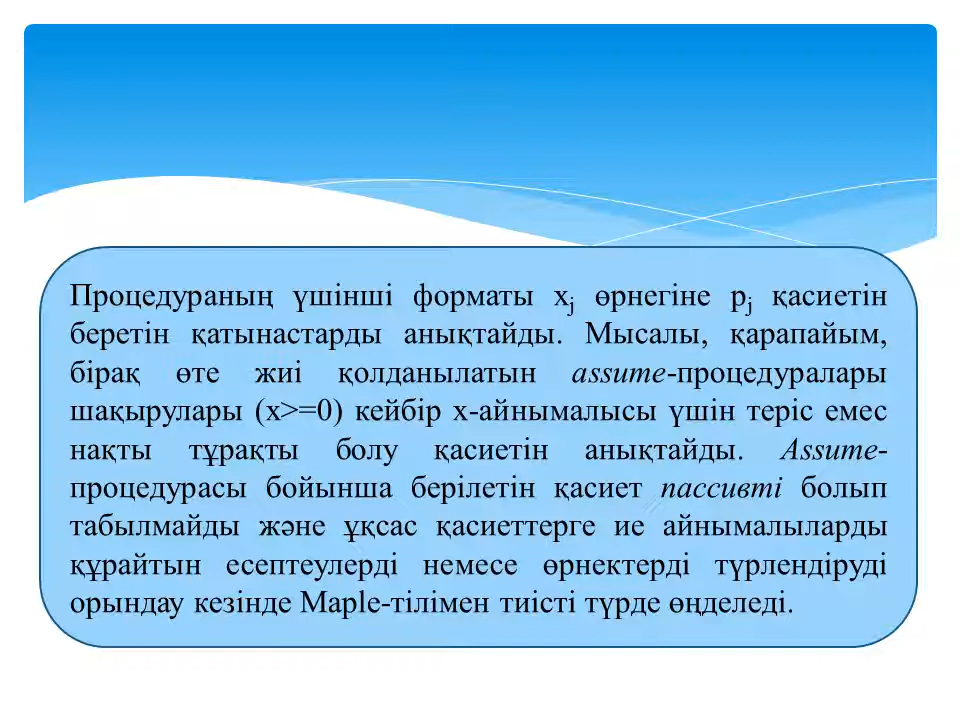 Процедураның үшінші форматы xj өрнегіне pj қасиетін
беретін қатынастарды анықтайды. Мысалы, қарапайым,
бірақ өте жиі қолданылатын assume-процедуралары
шақырулары (x>=0) кейбір x-айнымалысы үшін теріс емес
нақты тұрақты болу қасиетін анықтайды. Assume-
процедурасы бойынша берілетін қасиет пассивті болып
табылмайды және ұқсас қасиеттерге ие айнымалыларды
құрайтын есептеулерді немесе өрнектерді түрлендіруді
орындау кезінде Maple-тілімен тиісті түрде өңделеді.